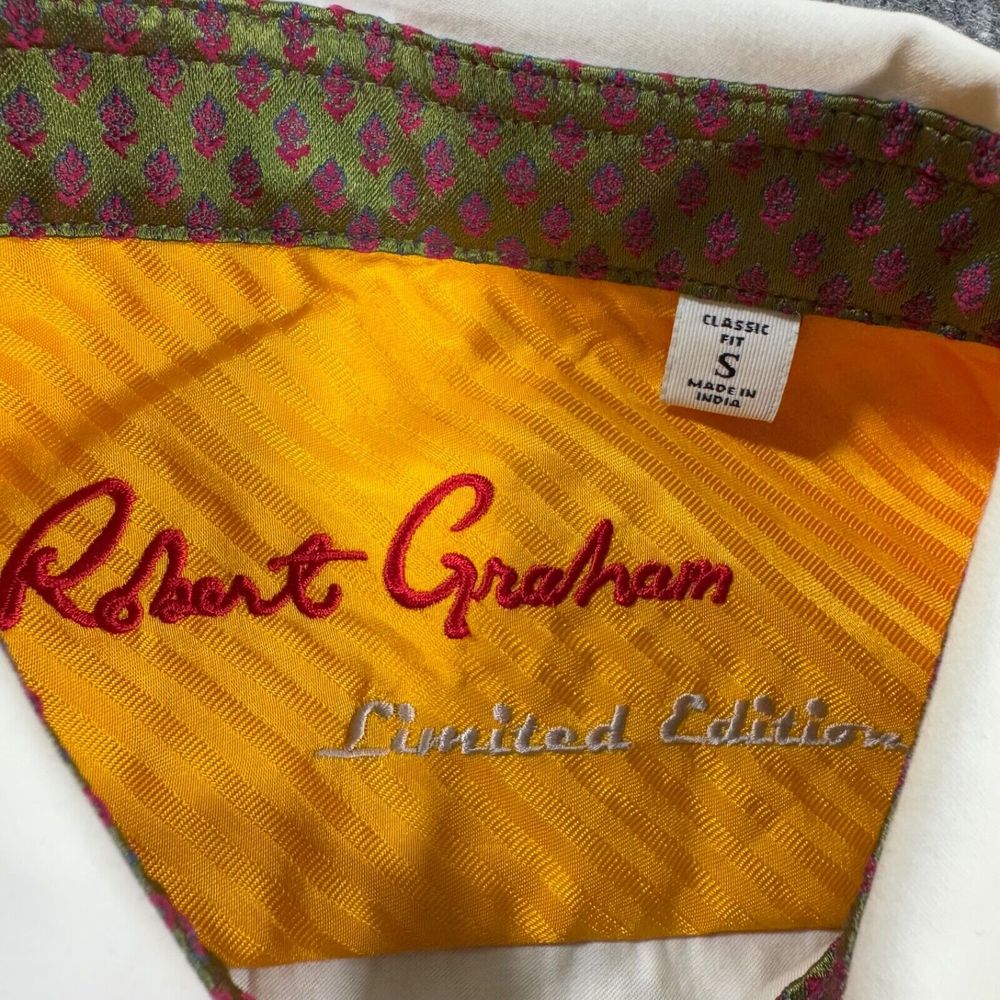 CLASSIC
FIT
S
MADE IN
INDIA
Robert Graham
Limited Edition